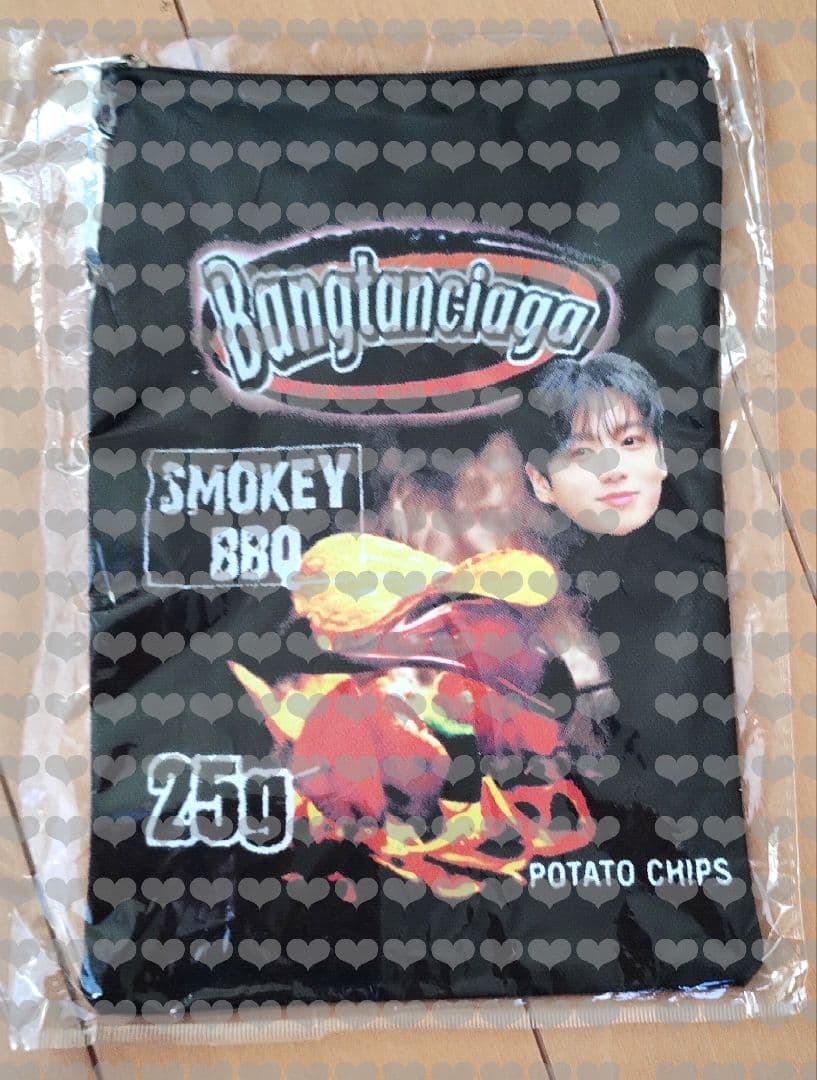 Bangtanciaga
SMOKEY
BBQ
25g
POTATO CHIPS